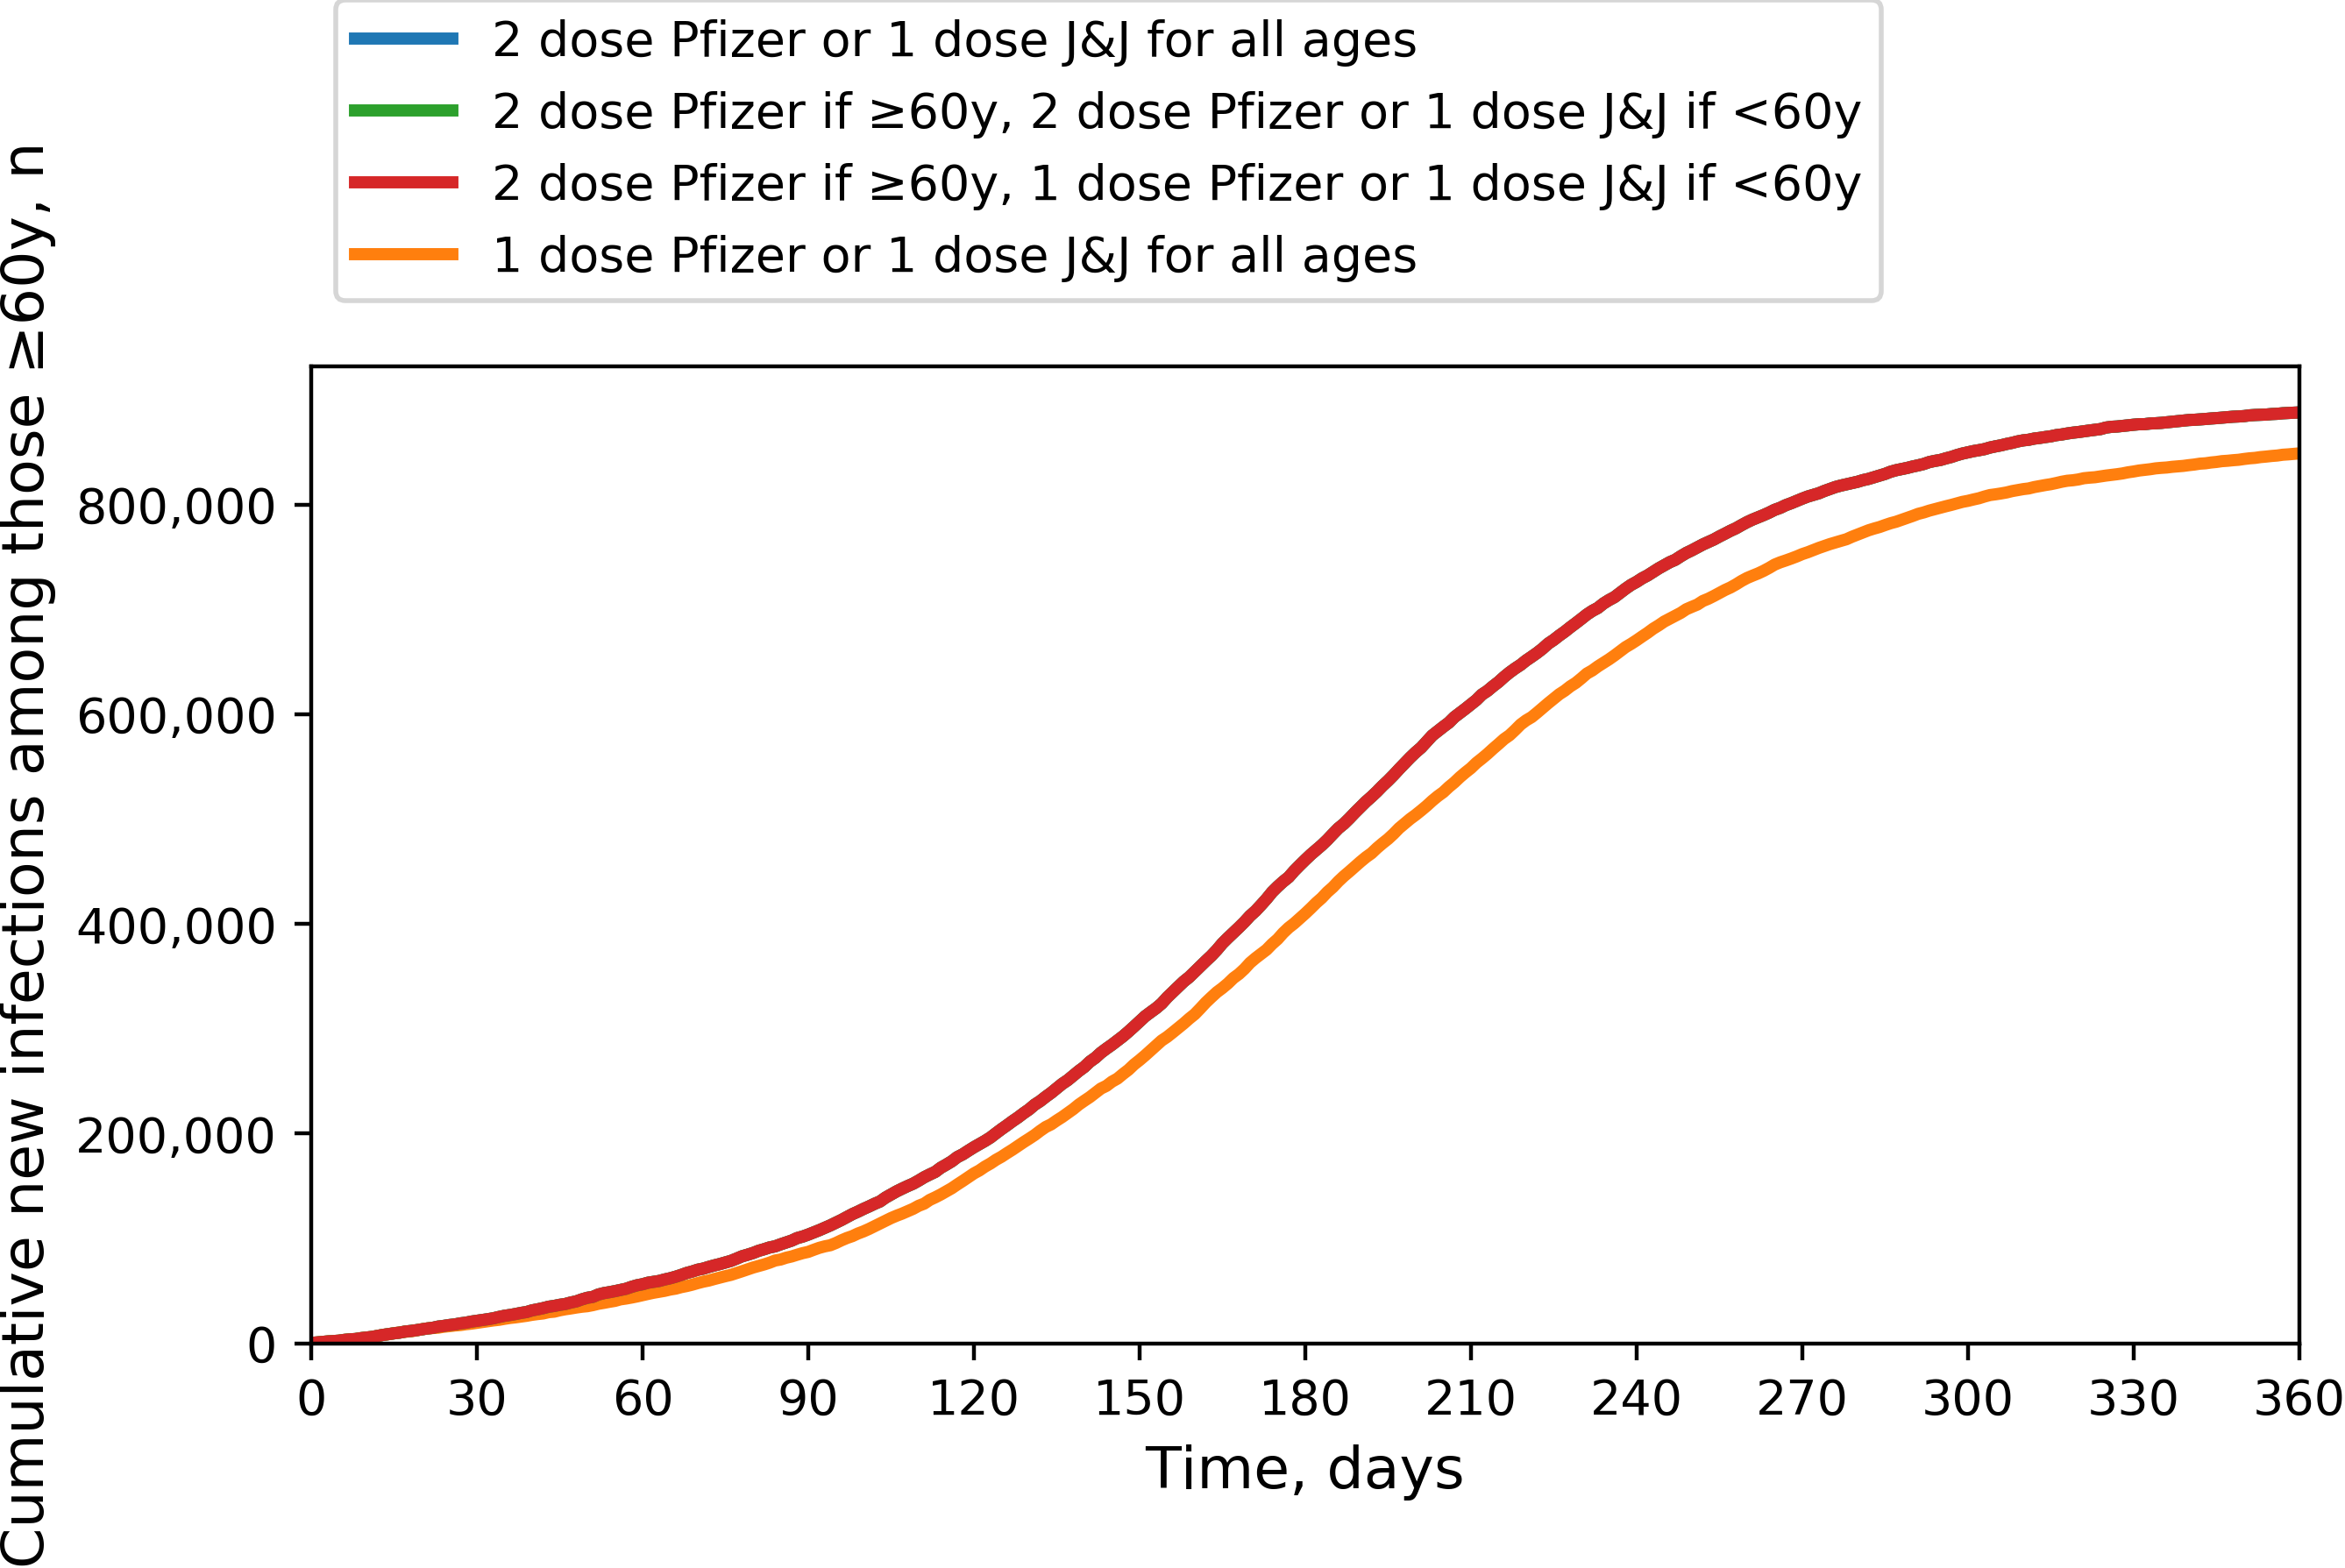 2 dose Pfizer or 1 dose J&J for all ages
2 dose Pfizer if ≥60y, 2 dose Pfizer or 1 dose J&J if <60y
2 dose Pfizer if ≥60y, 1 dose Pfizer or 1 dose J&J if <60y
1 dose Pfizer or 1 dose J&J for all ages
Cumulative new infections among those ≥60y, n
800,000
600,000
400,000
200,000
0
0 30 60 90 120 150 180 210 240 270 300 330 360
Time, days